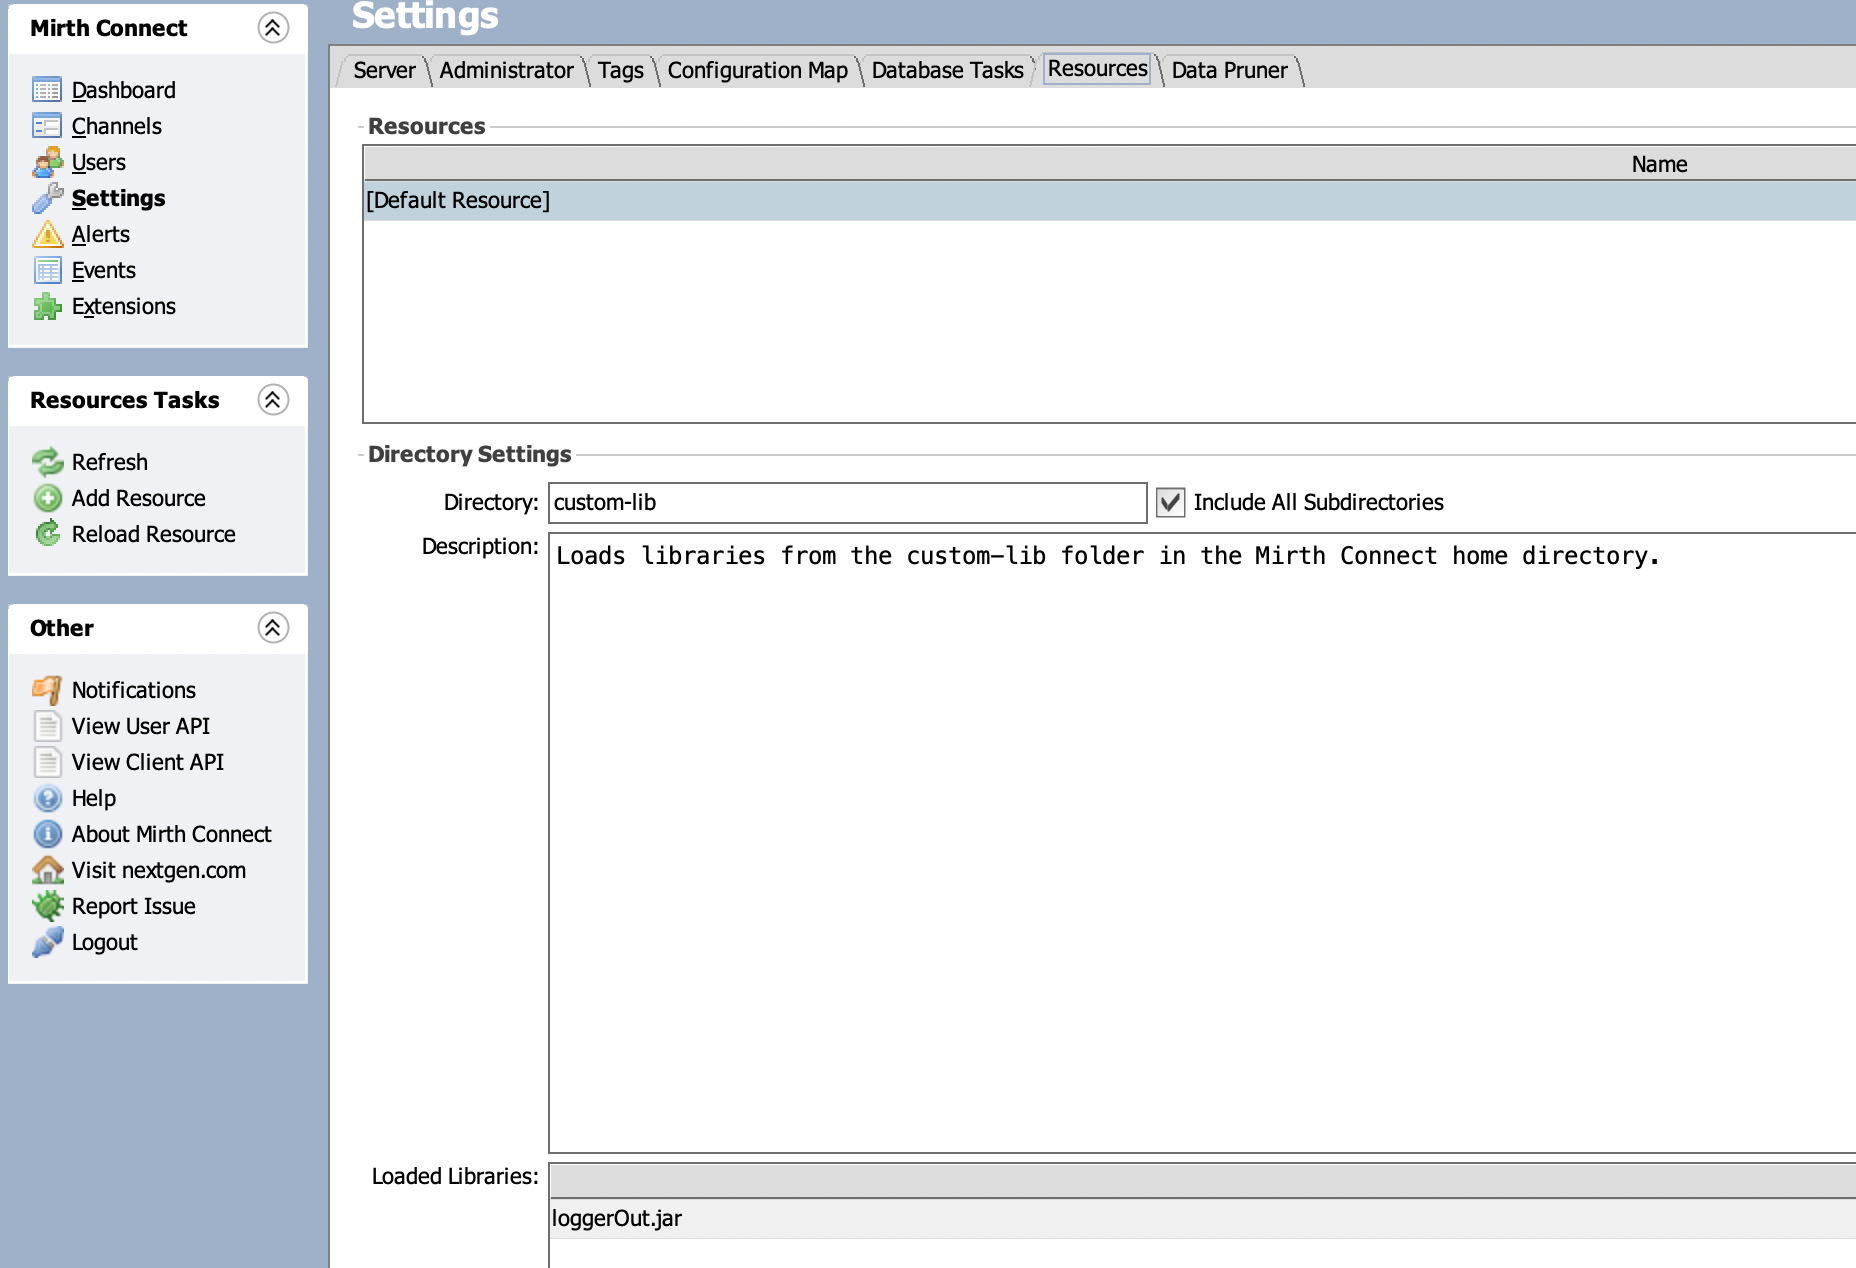 Mirth Connect
Dashboard
Channels
Users
Settings
Alerts
Events
Extensions
Resources Tasks
Refresh
Add Resource
Reload Resource
Other
Notifications
View User API
View Client API
Help
About Mirth Connect
Visit nextgen.com
Report Issue
Logout
Settings
Server Administrator Tags Configuration Map Database Tasks Resources Data Pruner
Resources
Name
[Default Resource]
Directory Settings
Directory: custom-lib Include All Subdirectories
Description: Loads libraries from the custom-lib folder in the Mirth Connect home directory.
Loaded Libraries:
loggerOut.jar